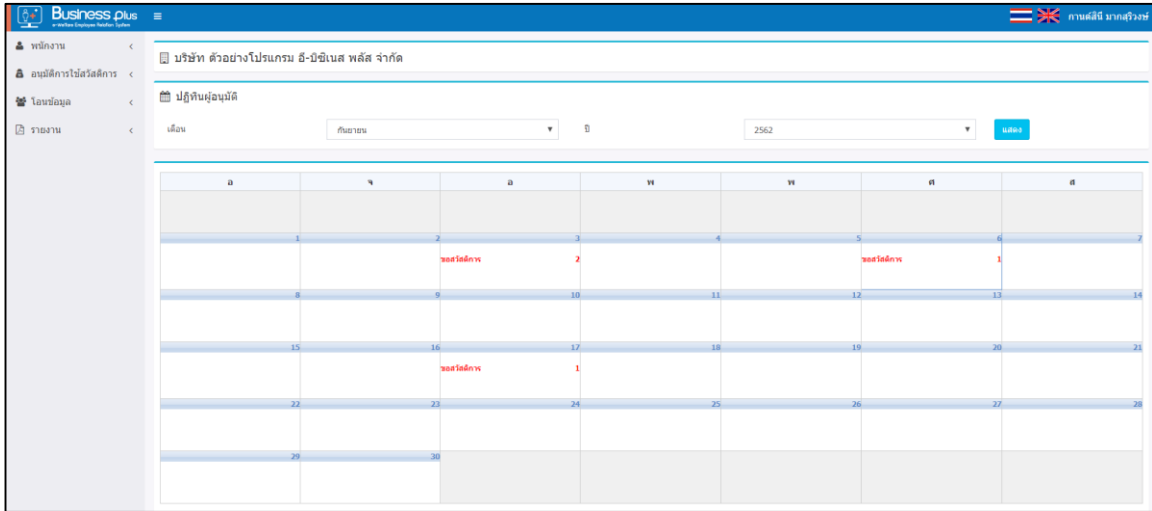 Business plus
e-Welfare Employee Relation System
กานต์สินี มากสุริวงษ์
พนักงาน
อนุมัติการใช้สวัสดิการ
โอนข้อมูล
รายงาน
บริษัท ตัวอย่างโปรแกรม อี-บิซิเนส พลัส จำกัด
ปฏิทินผู้อนุมัติ
เดือน กันยายน ปี 2562 แสดง
อ จ อ พ พ ศ ส
1 2 3 4 5 6 7
ขอสวัสดิการ 2 ขอสวัสดิการ 1
8 9 10 11 12 13 14
15 16 17 18 19 20 21
ขอสวัสดิการ 1
22 23 24 25 26 27 28
29 30